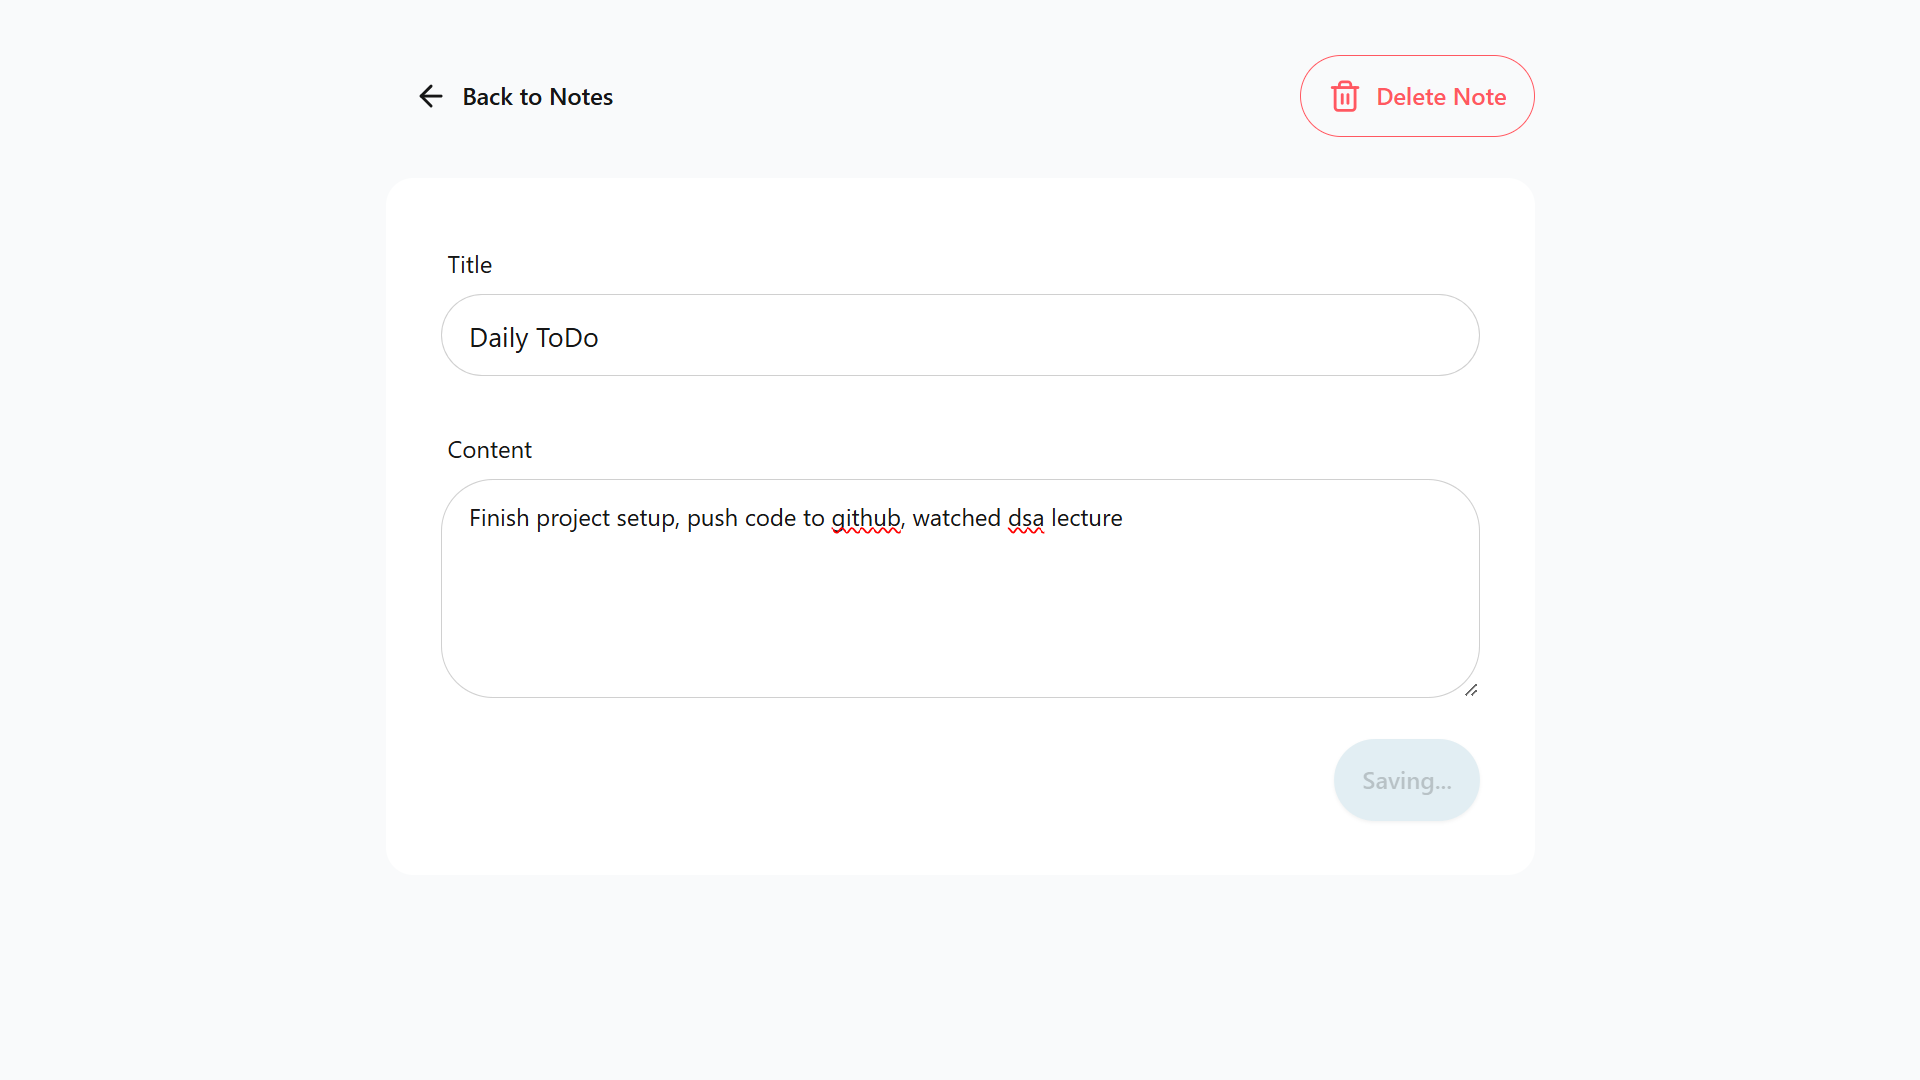 Back to Notes
Delete Note
Title
Daily ToDo
Content
Finish project setup, push code to github, watched dsa lecture
Saving...